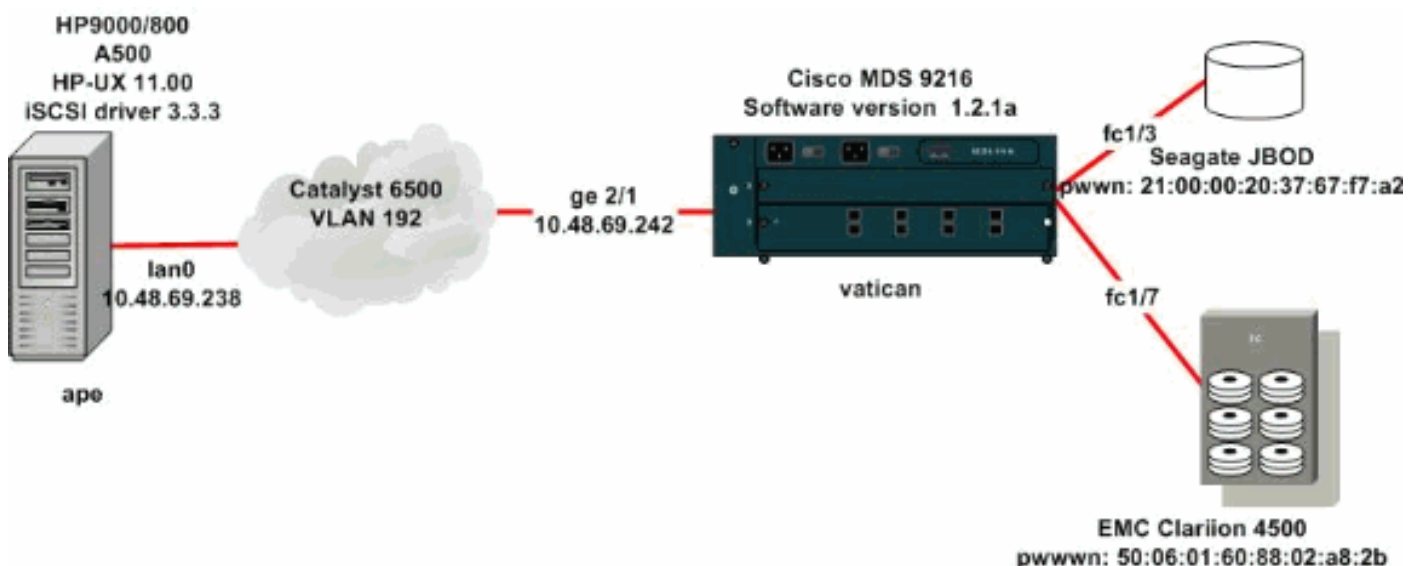 HP9000/800
A500
HP-UX 11.00
iSCSI driver 3.3.3
ape
lan0
10.48.69.238
Catalyst 6500
VLAN 192
ge 2/1
10.48.69.242
Cisco MDS 9216
Software version 1.2.1a
vatican
fc1/3
Seagate JBOD
pwwn: 21:00:00:20:37:67:f7:a2
fc1/7
EMC Clariion 4500
pwwwn: 50:06:01:60:88:02:a8:2b